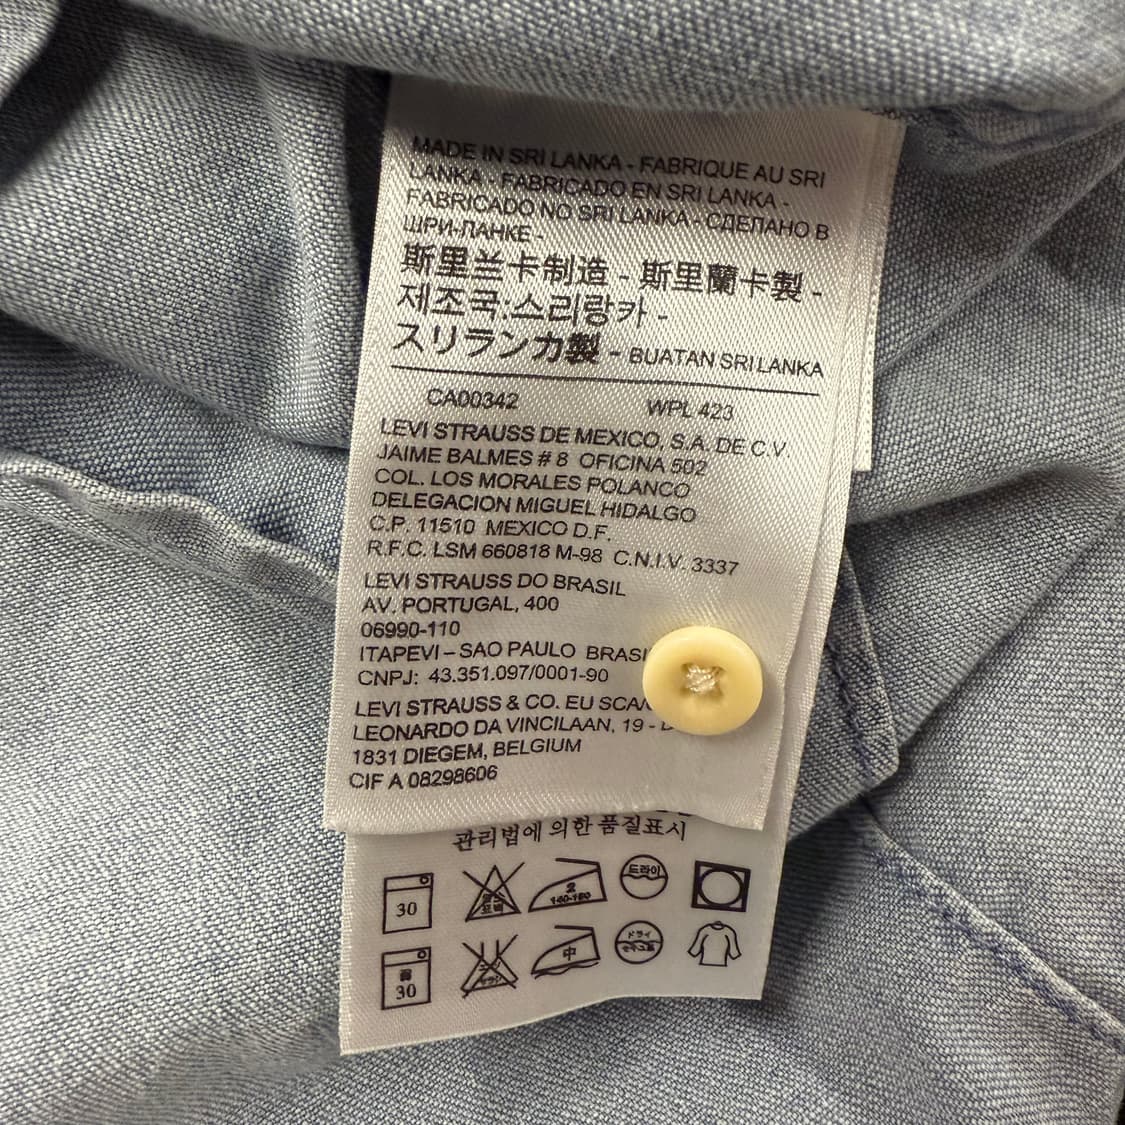 MADE IN SRI LANKA - FABRIQUE AU SRI
LANKA - FABRICADO EN SRI LANKA -
FABRICADO NO SRI LANKA - СДЕЛАНО В
ШРИ-ЛАНКЕ -
斯里兰卡制造 - 斯里蘭卡製 -
제조국:스리랑카 -
スリランカ製 - BUATAN SRI LANKA
CA00342 WPL 423
LEVI STRAUSS DE MEXICO, S.A. DE C.V.
JAIME BALMES # 8 OFICINA 502
COL. LOS MORALES POLANCO
DELEGACION MIGUEL HIDALGO
C.P. 11510 MEXICO D.F.
R.F.C. LSM 660818 M-98 C.N.I.V. 3337
LEVI STRAUSS DO BRASIL
AV. PORTUGAL, 400
06990-110
ITAPEVI – SAO PAULO BRASI
CNPJ: 43.351.097/0001-90
LEVI STRAUSS & CO. EU SCA
LEONARDO DA VINCILAAN, 19 -
1831 DIEGEM, BELGIUM
CIF A 08298606
관리법에 의한 품질표시
30 2 드라이
30 中 ドライ